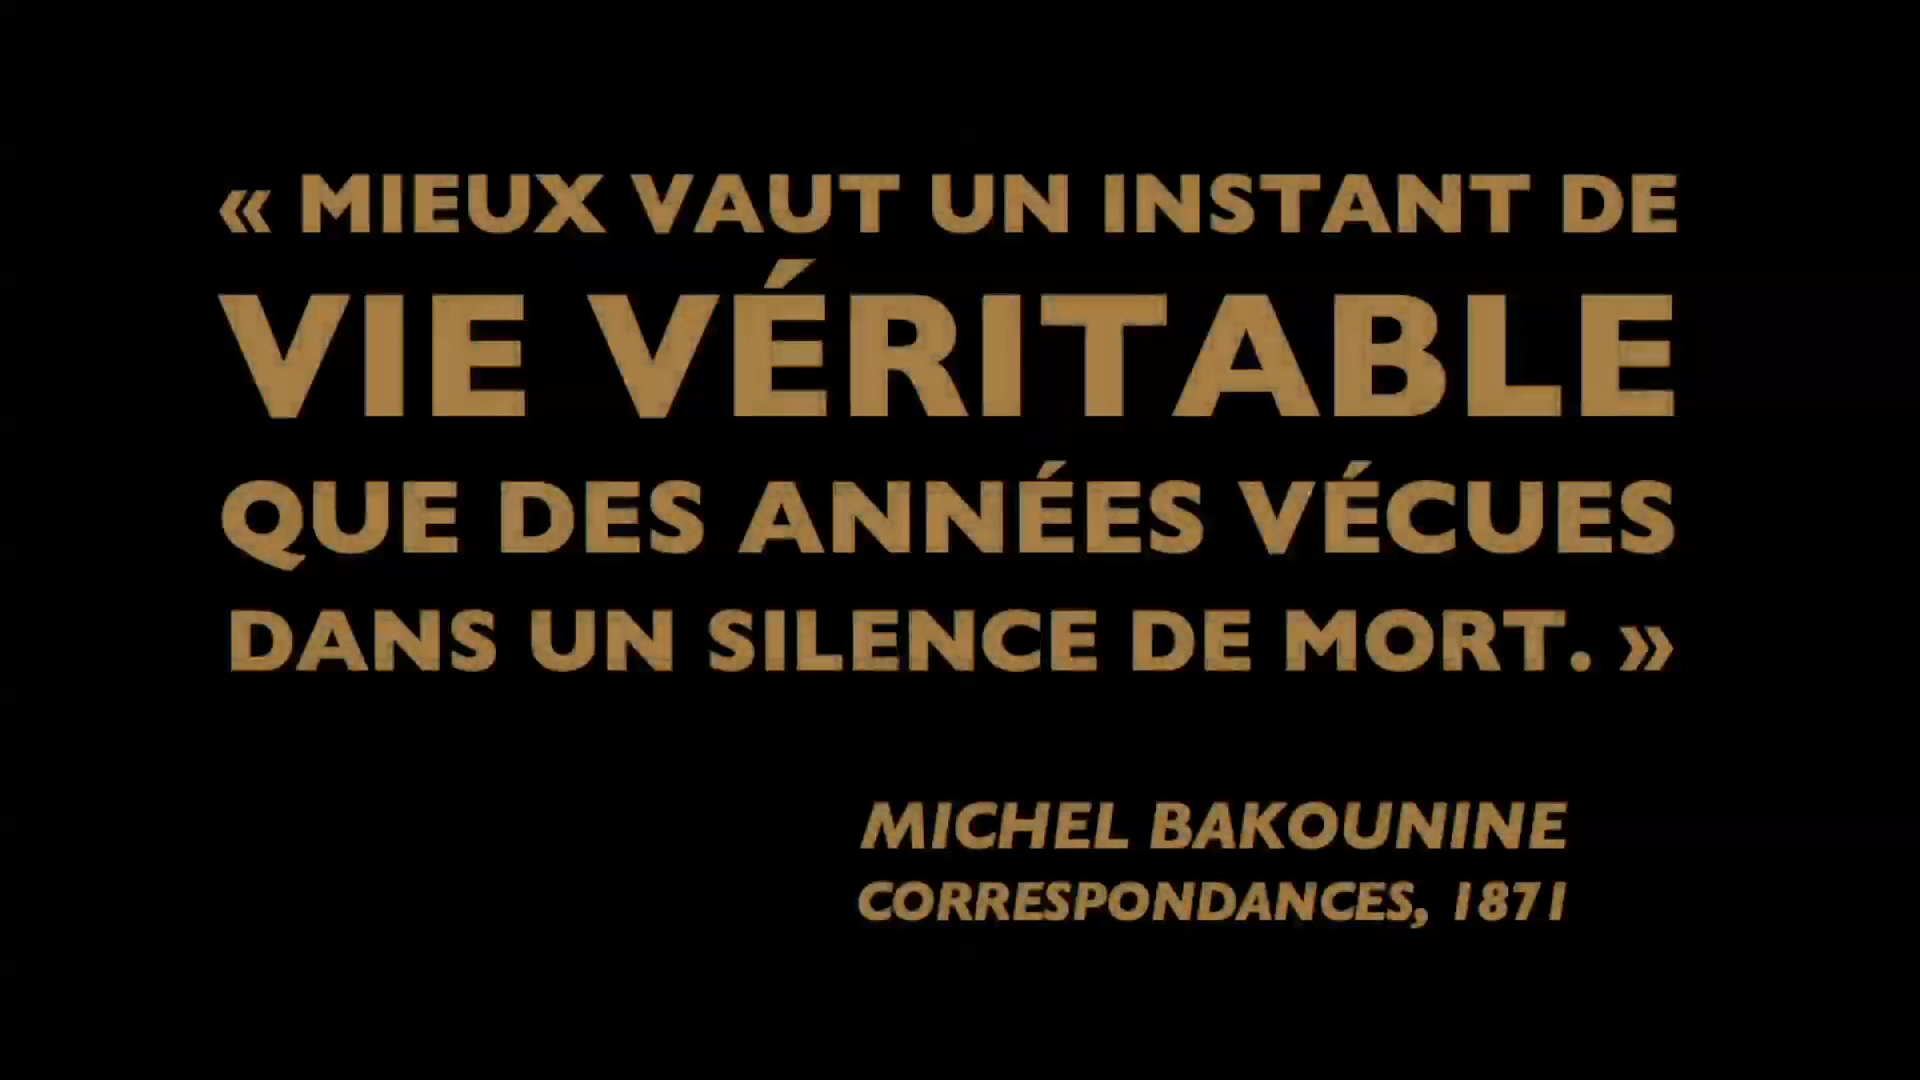 « MIEUX VAUT UN INSTANT DE
VIE VÉRITABLE
QUE DES ANNÉES VÉCUES
DANS UN SILENCE DE MORT. »
MICHEL BAKOUNINE
CORRESPONDANCES, 1871